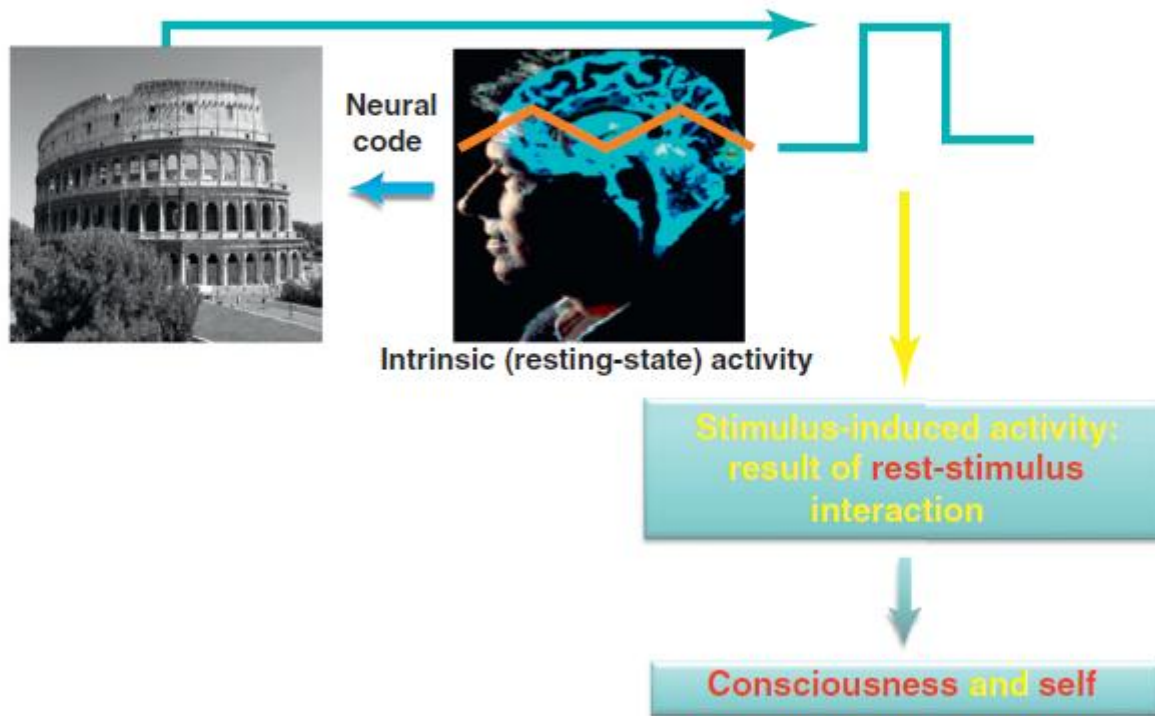 Neural
code
Intrinsic (resting-state) activity
Stimulus-induced activity:
result of rest-stimulus
interaction
Consciousness and self